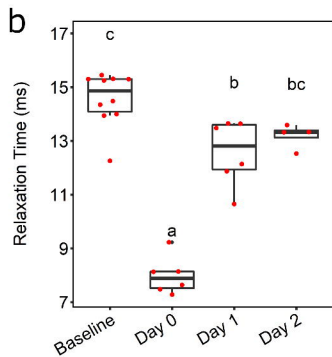 b
Relaxation Time (ms)
17
15
13
11
9
7
c
a
b
bc
Baseline
Day 0
Day 1
Day 2